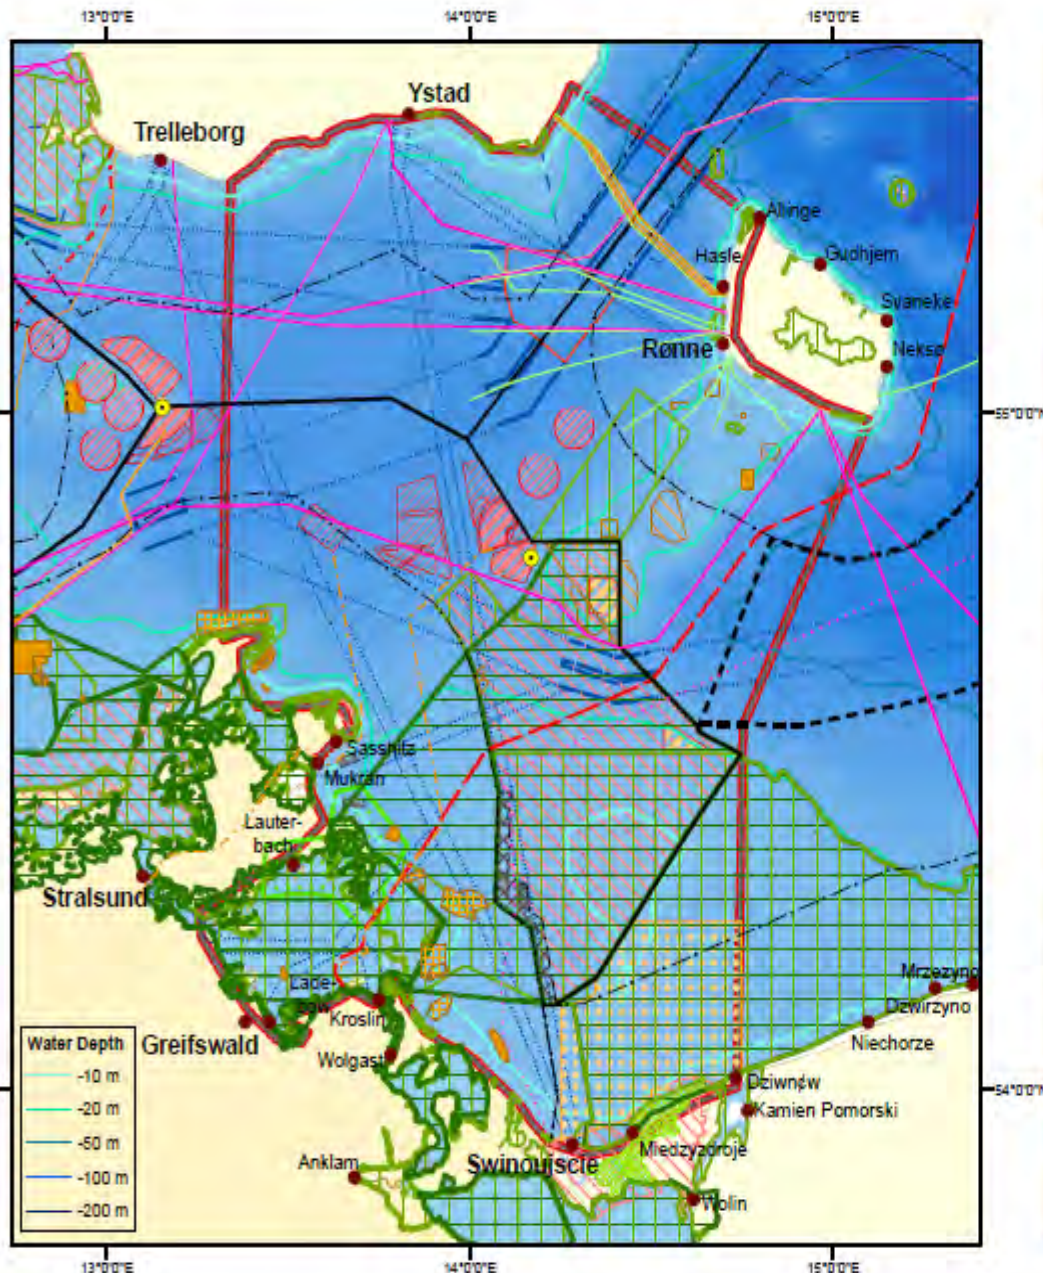 13°0'0"E
14°0'0"E
15°0'0"E
Ystad
Trelleborg
Allinge
Hasle
Gudhjem
Svaneke
Rønne
Neksø
55°0'0"N
Sassnitz
Mukran
Lauter-
bach
Stralsund
Mrzezyno
Dzwirzyno
Kroslin
Niechorze
Greifswald
Wolgast
Water Depth
-10 m
-20 m
-50 m
-100 m
-200 m
Dziwnów
54°0'0"N
Kamien Pomorski
Miedzyzdroje
Anklam
Swinoujscie
Wolin
13°0'0"E
14°0'0"E
15°0'0"E